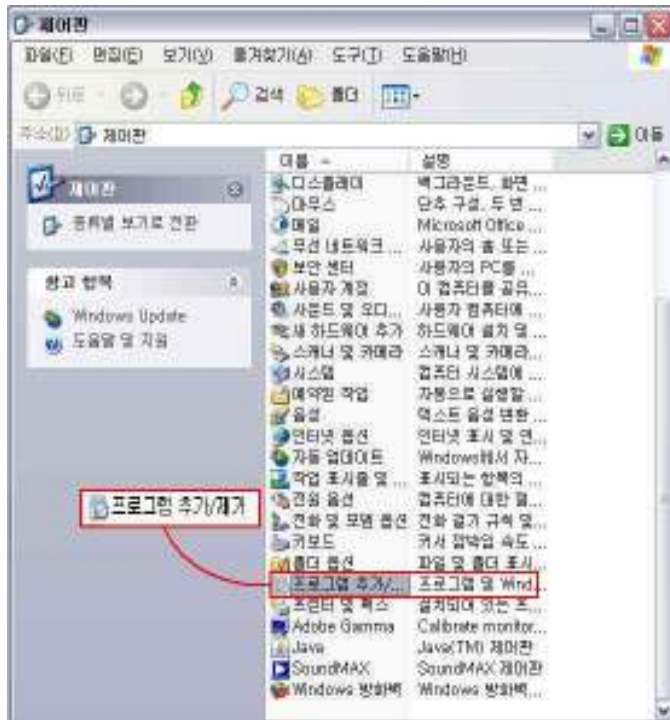 제어판
파일(F) 편집(E) 보기(V) 즐겨찾기(A) 도구(T) 도움말(H)
뒤로 검색 폴더
주소(D) 제어판 이동
제어판
종류별 보기로 전환
참고 항목
Windows Update
도움말 및 지원
이름 설명
디스플레이 백그라운드, 화면 ...
마우스 단추 구성, 두 번 ...
메일 Microsoft Office ...
무선 네트워크 ... 사용자의 홈 또는 ...
보안 센터 사용자의 PC를 ...
사용자 계정 이 컴퓨터를 공유...
사운드 및 오디... 사용자 컴퓨터에 ...
새 하드웨어 추가 하드웨어 설치 및 ...
스캐너 및 카메라 스캐너 및 카메라...
시스템 컴퓨터 시스템에 ...
예약된 작업 자동으로 실행할 ...
음성 텍스트 음성 변환 ...
인터넷 옵션 인터넷 표시 및 연...
자동 업데이트 Windows에서 자...
작업 표시줄 및 ... 표시되는 항목의 ...
전원 옵션 컴퓨터에 대한 절...
전화 및 모뎀 옵션 전화 걸기 규칙 및...
키보드 커서 깜박임 속도 ...
폴더 옵션 파일 및 폴더 표시...
프로그램 추가/제거
프로그램 추가/... 프로그램 및 Wind...
프린터 및 팩스 설치되어 있는 프...
Adobe Gamma Calibrate monitor...
Java Java(TM) 제어판
SoundMAX SoundMAX 제어판
Windows 방화벽 Windows 방화벽...